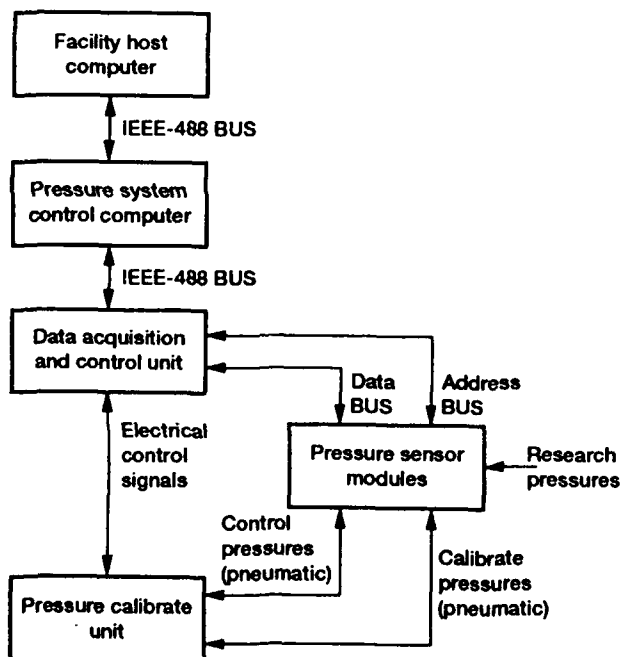 Facility host
computer
IEEE-488 BUS
Pressure system
control computer
IEEE-488 BUS
Data acquisition
and control unit
Data
BUS
Address
BUS
Electrical
control
signals
Pressure sensor
modules
Research
pressures
Control
pressures
(pneumatic)
Calibrate
pressures
(pneumatic)
Pressure calibrate
unit